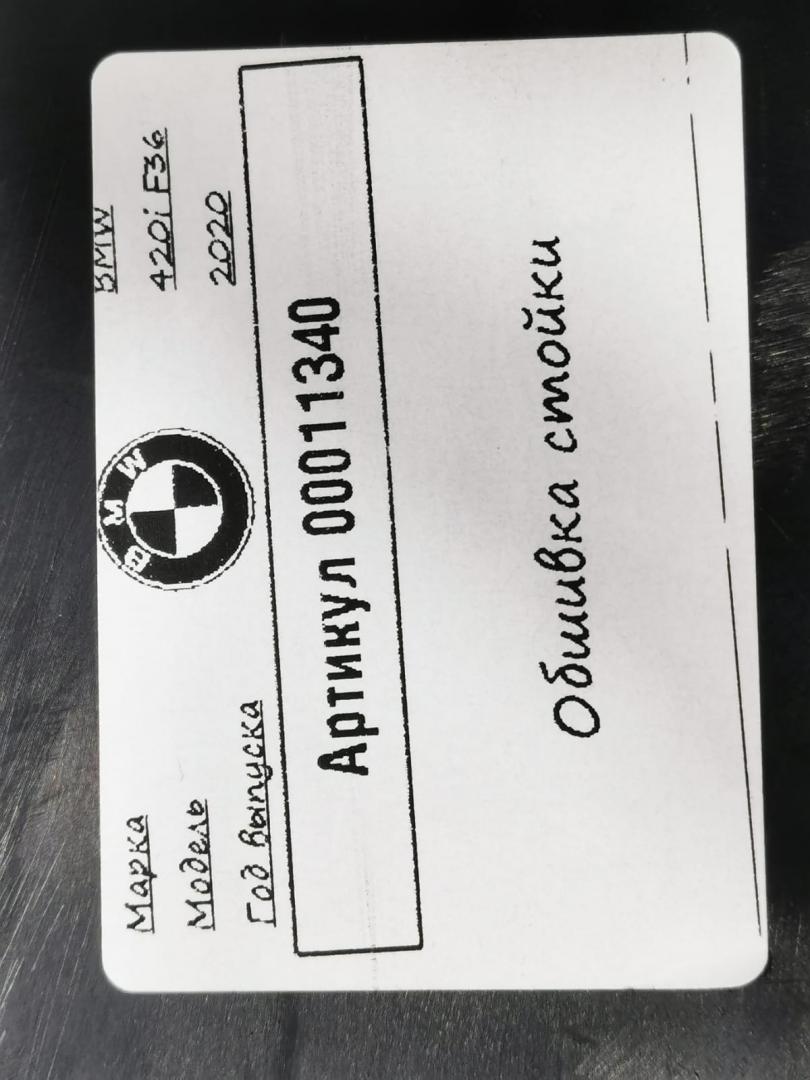 Марка BMW
Модель 420i F36
Год выпуска 2020
BMW
Артикул 00011340
Обшивка стойки